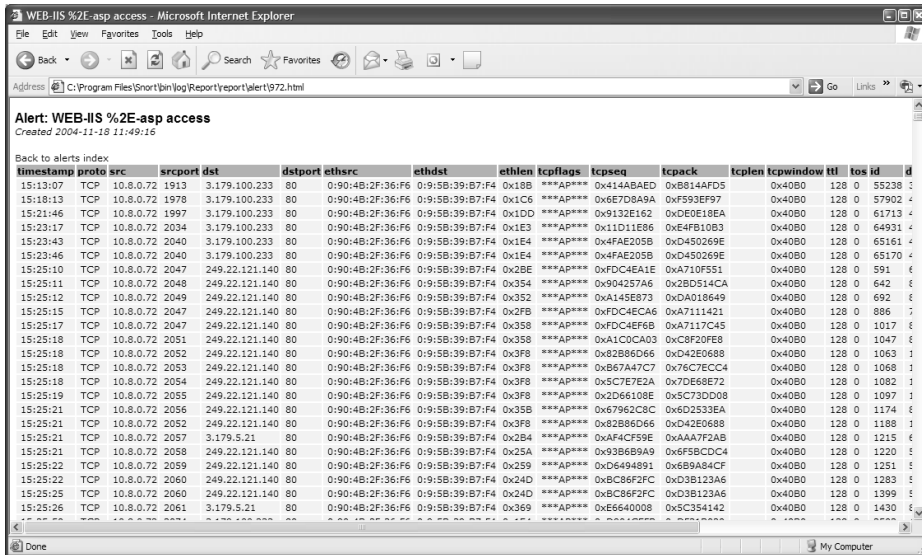 WEB-IIS %2E-asp access - Microsoft Internet Explorer
File Edit View Favorites Tools Help
Back Search Favorites
Address C:\Program Files\Snort\bin\log\Report\report\alert\972.html Go Links »
Alert: WEB-IIS %2E-asp access
Created 2004-11-18 11:49:16
Back to alerts index
timestamp proto src srcport dst dstport ethsrc ethdst ethlen tcpflags tcpseq tcpack tcplen tcpwindow ttl tos id d
15:13:07 TCP 10.8.0.72 1913 3.179.100.233 80 0:90:4B:2F:36:F6 0:9:5B:39:B7:F4 0x18B ***AP*** 0x414ABAED 0xB814AFD5 0x40B0 128 0 55238 3
15:18:13 TCP 10.8.0.72 1978 3.179.100.233 80 0:90:4B:2F:36:F6 0:9:5B:39:B7:F4 0x1C6 ***AP*** 0x6E7D8A9A 0xF593EF97 0x40B0 128 0 57902 4
15:21:46 TCP 10.8.0.72 1997 3.179.100.233 80 0:90:4B:2F:36:F6 0:9:5B:39:B7:F4 0x1DD ***AP*** 0x9132E162 0xDE0E18EA 0x40B0 128 0 61713 4
15:23:17 TCP 10.8.0.72 2034 3.179.100.233 80 0:90:4B:2F:36:F6 0:9:5B:39:B7:F4 0x1E3 ***AP*** 0x11D11E86 0xE4FB10B3 0x40B0 128 0 64931 4
15:23:43 TCP 10.8.0.72 2040 3.179.100.233 80 0:90:4B:2F:36:F6 0:9:5B:39:B7:F4 0x1E4 ***AP*** 0x4FAE205B 0xD450269E 0x40B0 128 0 65161 4
15:23:46 TCP 10.8.0.72 2040 3.179.100.233 80 0:90:4B:2F:36:F6 0:9:5B:39:B7:F4 0x1E4 ***AP*** 0x4FAE205B 0xD450269E 0x40B0 128 0 65170 4
15:25:10 TCP 10.8.0.72 2047 249.22.121.140 80 0:90:4B:2F:36:F6 0:9:5B:39:B7:F4 0x2BE ***AP*** 0xFDC4EA1E 0xA710F551 0x40B0 128 0 591 6
15:25:11 TCP 10.8.0.72 2048 249.22.121.140 80 0:90:4B:2F:36:F6 0:9:5B:39:B7:F4 0x354 ***AP*** 0x904257A6 0x2BD514CA 0x40B0 128 0 642 8
15:25:12 TCP 10.8.0.72 2049 249.22.121.140 80 0:90:4B:2F:36:F6 0:9:5B:39:B7:F4 0x352 ***AP*** 0xA145E873 0xDA018649 0x40B0 128 0 692 8
15:25:15 TCP 10.8.0.72 2047 249.22.121.140 80 0:90:4B:2F:36:F6 0:9:5B:39:B7:F4 0x2FB ***AP*** 0xFDC4ECA6 0xA7111421 0x40B0 128 0 886 7
15:25:17 TCP 10.8.0.72 2047 249.22.121.140 80 0:90:4B:2F:36:F6 0:9:5B:39:B7:F4 0x358 ***AP*** 0xFDC4EF6B 0xA7117C45 0x40B0 128 0 1017 8
15:25:18 TCP 10.8.0.72 2051 249.22.121.140 80 0:90:4B:2F:36:F6 0:9:5B:39:B7:F4 0x358 ***AP*** 0xA1C0CA03 0xC8F20FE8 0x40B0 128 0 1047 8
15:25:18 TCP 10.8.0.72 2052 249.22.121.140 80 0:90:4B:2F:36:F6 0:9:5B:39:B7:F4 0x3F8 ***AP*** 0x82B86D66 0xD42E0688 0x40B0 128 0 1063 1
15:25:18 TCP 10.8.0.72 2053 249.22.121.140 80 0:90:4B:2F:36:F6 0:9:5B:39:B7:F4 0x3F8 ***AP*** 0xB67A47C7 0x76C7ECC4 0x40B0 128 0 1068 1
15:25:18 TCP 10.8.0.72 2054 249.22.121.140 80 0:90:4B:2F:36:F6 0:9:5B:39:B7:F4 0x3F8 ***AP*** 0x5C7E7E2A 0x7DE68E72 0x40B0 128 0 1082 1
15:25:19 TCP 10.8.0.72 2055 249.22.121.140 80 0:90:4B:2F:36:F6 0:9:5B:39:B7:F4 0x3F8 ***AP*** 0x2D66108E 0x5C73DD08 0x40B0 128 0 1097 1
15:25:21 TCP 10.8.0.72 2056 249.22.121.140 80 0:90:4B:2F:36:F6 0:9:5B:39:B7:F4 0x35B ***AP*** 0x67962C8C 0x6D2533EA 0x40B0 128 0 1174 8
15:25:21 TCP 10.8.0.72 2052 249.22.121.140 80 0:90:4B:2F:36:F6 0:9:5B:39:B7:F4 0x3F8 ***AP*** 0x82B86D66 0xD42E0688 0x40B0 128 0 1188 1
15:25:21 TCP 10.8.0.72 2057 3.179.5.21 80 0:90:4B:2F:36:F6 0:9:5B:39:B7:F4 0x2B4 ***AP*** 0xAF4CF59E 0xAAA7F2AB 0x40B0 128 0 1215 6
15:25:21 TCP 10.8.0.72 2058 249.22.121.140 80 0:90:4B:2F:36:F6 0:9:5B:39:B7:F4 0x25A ***AP*** 0x93B6B9A9 0x6F5BCDC4 0x40B0 128 0 1220 5
15:25:22 TCP 10.8.0.72 2059 249.22.121.140 80 0:90:4B:2F:36:F6 0:9:5B:39:B7:F4 0x259 ***AP*** 0xD6494891 0x6B9A84CF 0x40B0 128 0 1251 5
15:25:22 TCP 10.8.0.72 2060 249.22.121.140 80 0:90:4B:2F:36:F6 0:9:5B:39:B7:F4 0x24D ***AP*** 0xBC86F2FC 0xD3B123A6 0x40B0 128 0 1283 5
15:25:25 TCP 10.8.0.72 2060 249.22.121.140 80 0:90:4B:2F:36:F6 0:9:5B:39:B7:F4 0x24D ***AP*** 0xBC86F2FC 0xD3B123A6 0x40B0 128 0 1399 5
15:25:26 TCP 10.8.0.72 2061 3.179.5.21 80 0:90:4B:2F:36:F6 0:9:5B:39:B7:F4 0x369 ***AP*** 0xE6640008 0x5C354142 0x40B0 128 0 1430 8
Done My Computer